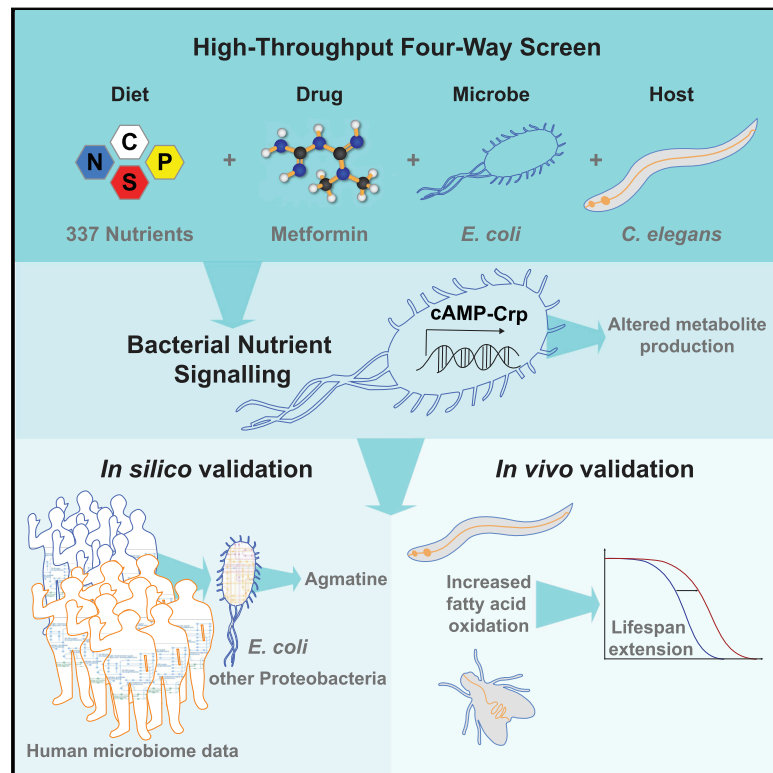 High-Throughput Four-Way Screen
Diet
Drug
Microbe
Host
C
N
P
S
+
+
+
337 Nutrients
Metformin
E. coli
C. elegans
cAMP-Crp
Bacterial Nutrient
Signalling
Altered metabolite
production
In silico validation
In vivo validation
Agmatine
E. coli
other Proteobacteria
Human microbiome data
Increased
fatty acid
oxidation
Lifespan
extension